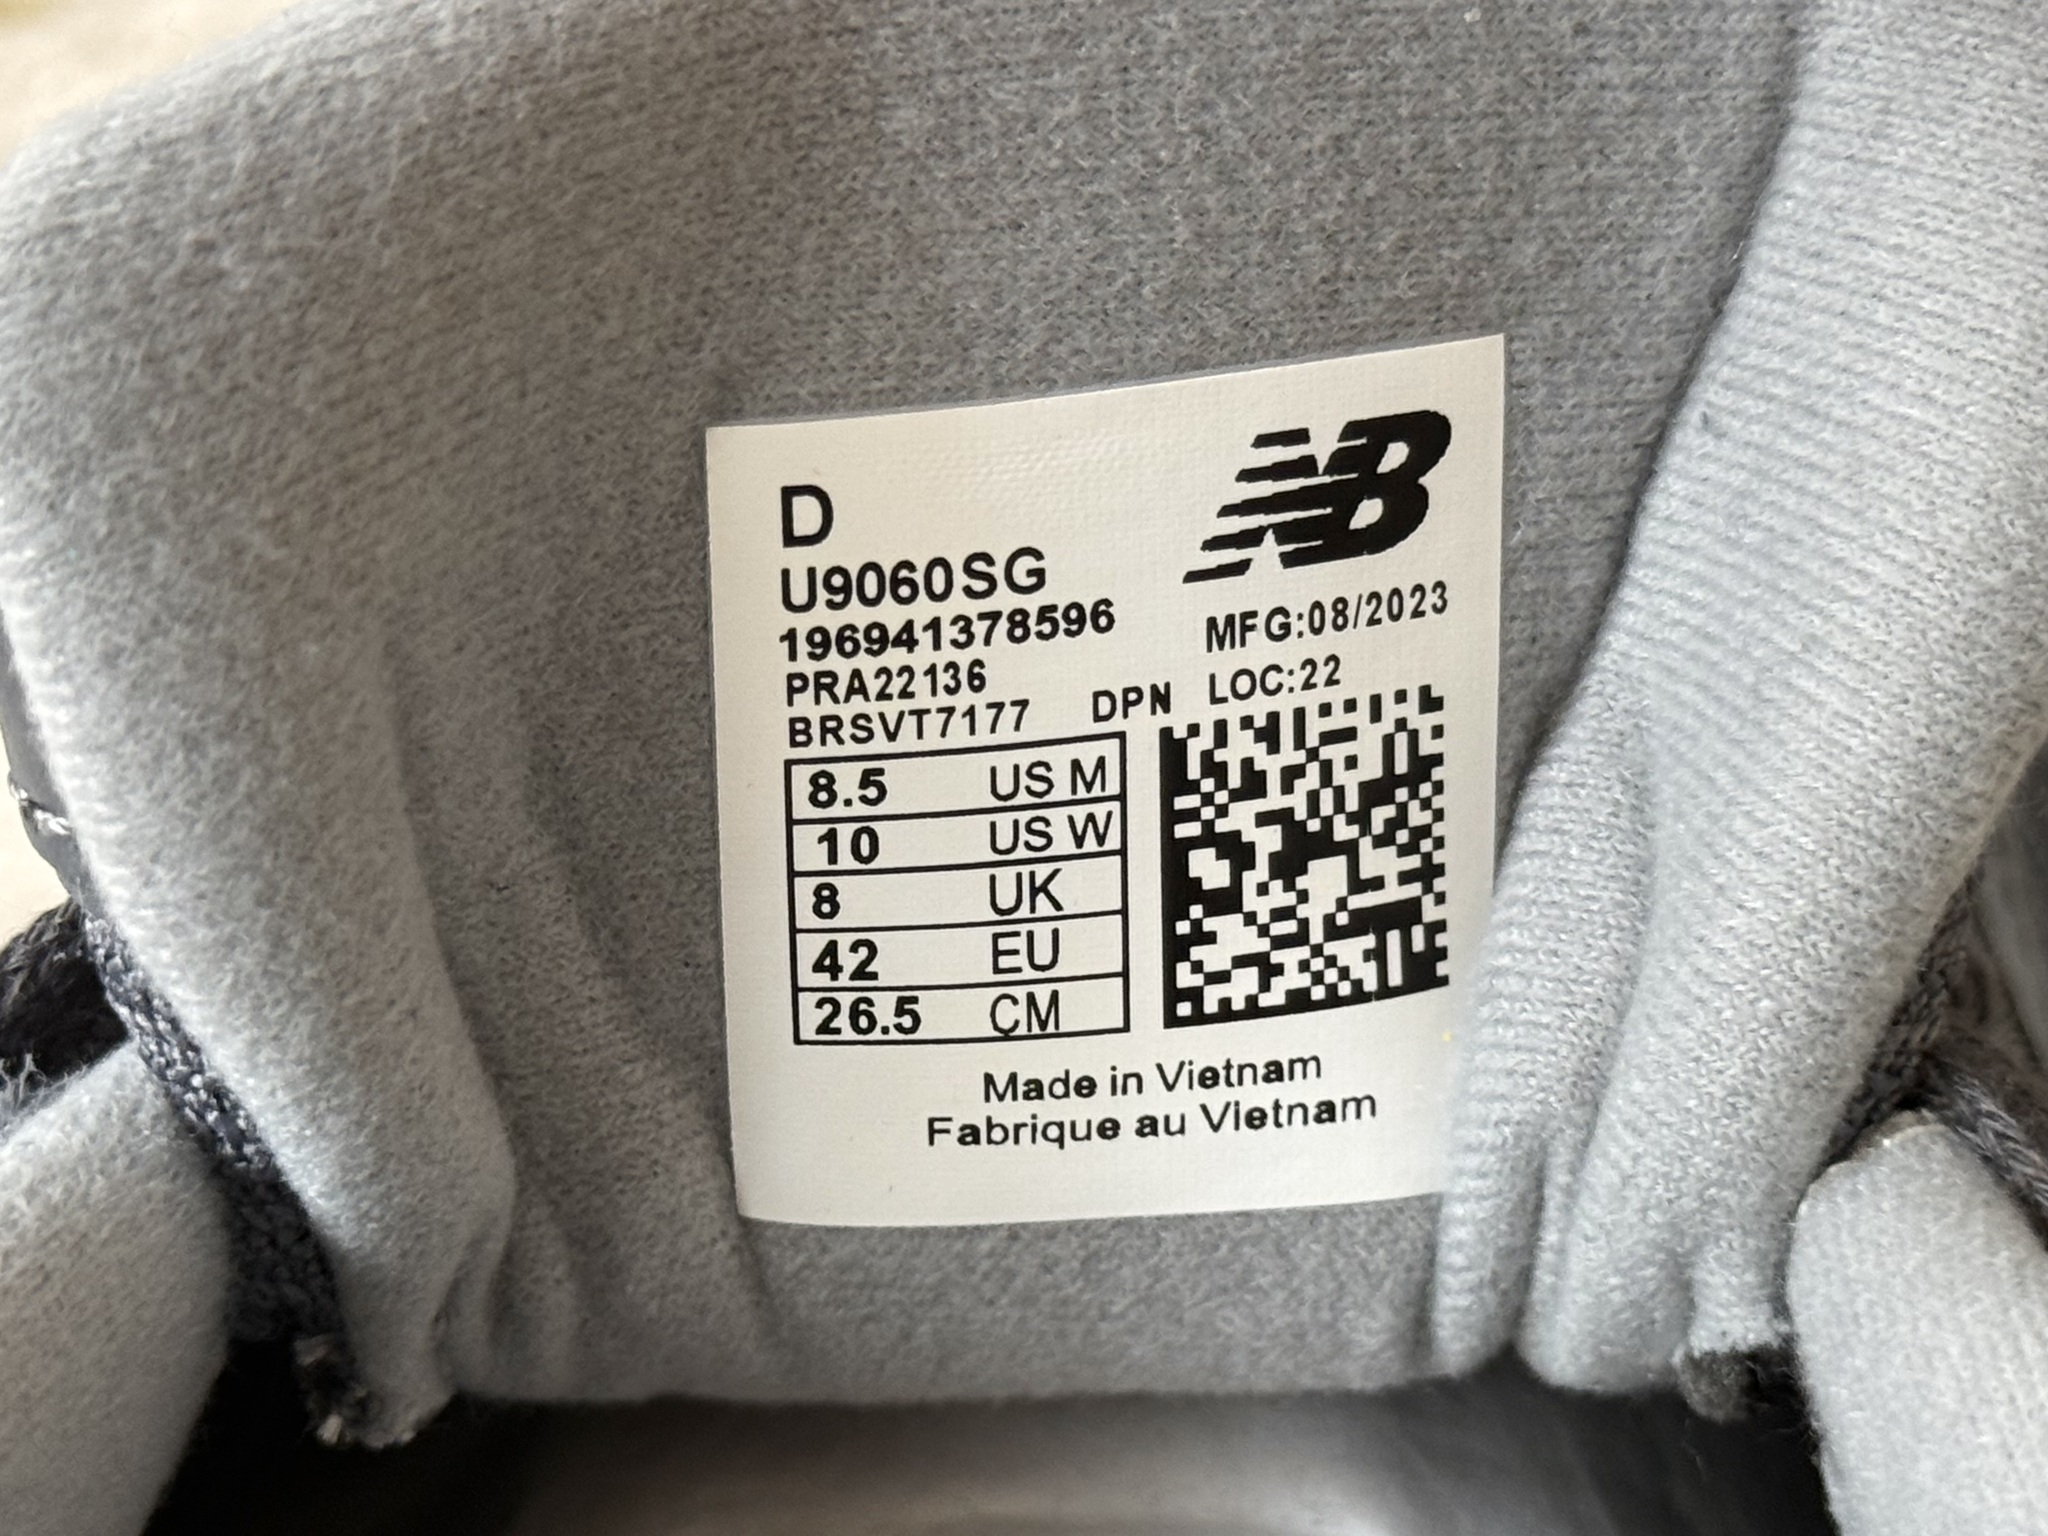 NB
D
U9060SG
196941378596
MFG:08/2023
PRA22136
LOC:22
BRSVT7177 DPN
8.5 US M
10 US W
8 UK
42 EU
26.5 CM
Made in Vietnam
Fabrique au Vietnam